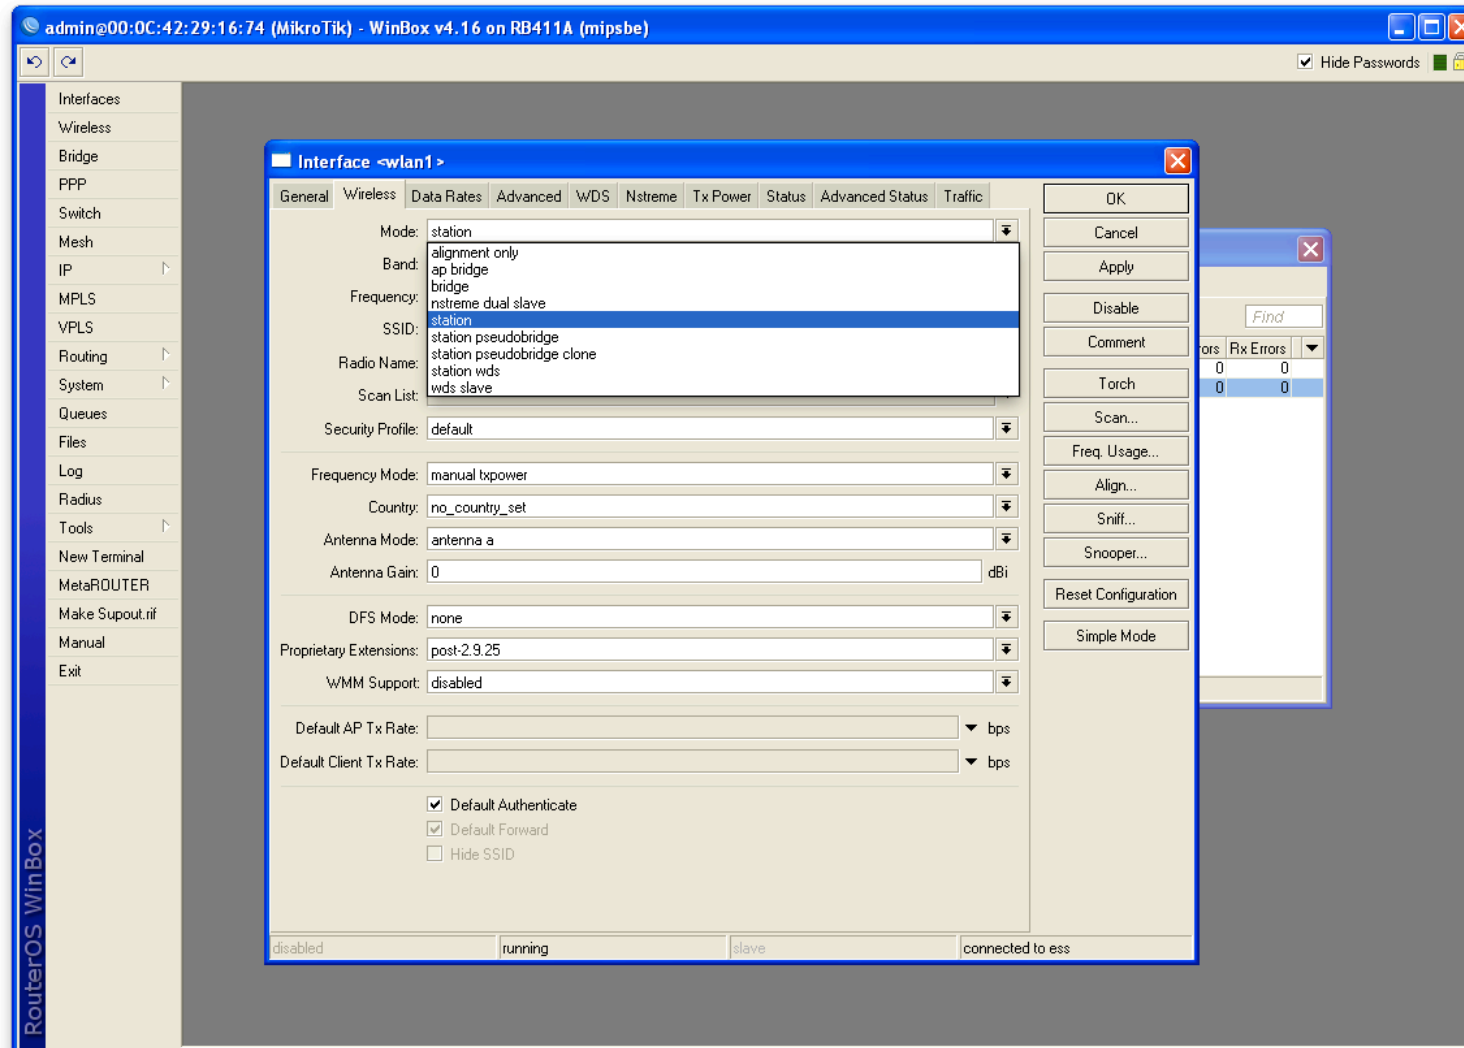 admin@00:0C:42:29:16:74 (MikroTik) - WinBox v4.16 on RB411A (mipsbe)
Hide Passwords
Interfaces
Wireless
Bridge
PPP
Switch
Mesh
IP
MPLS
VPLS
Routing
System
Queues
Files
Log
Radius
Tools
New Terminal
MetaROUTER
Make Supout.rif
Manual
Exit
RouterOS WinBox
Interface <wlan1>
General Wireless Data Rates Advanced WDS Nstreme Tx Power Status Advanced Status Traffic
Mode: station
alignment only
ap bridge
bridge
nstreme dual slave
station
station pseudobridge
station pseudobridge clone
station wds
wds slave
Band:
Frequency:
SSID:
Radio Name:
Scan List:
Security Profile: default
Frequency Mode: manual txpower
Country: no_country_set
Antenna Mode: antenna a
Antenna Gain: 0 dBi
DFS Mode: none
Proprietary Extensions: post-2.9.25
WMM Support: disabled
Default AP Tx Rate: bps
Default Client Tx Rate: bps
Default Authenticate
Default Forward
Hide SSID
disabled running slave connected to ess
OK
Cancel
Apply
Disable
Comment
Torch
Scan...
Freq. Usage...
Align...
Sniff...
Snooper...
Reset Configuration
Simple Mode
Find
ors Rx Errors
0 0
0 0